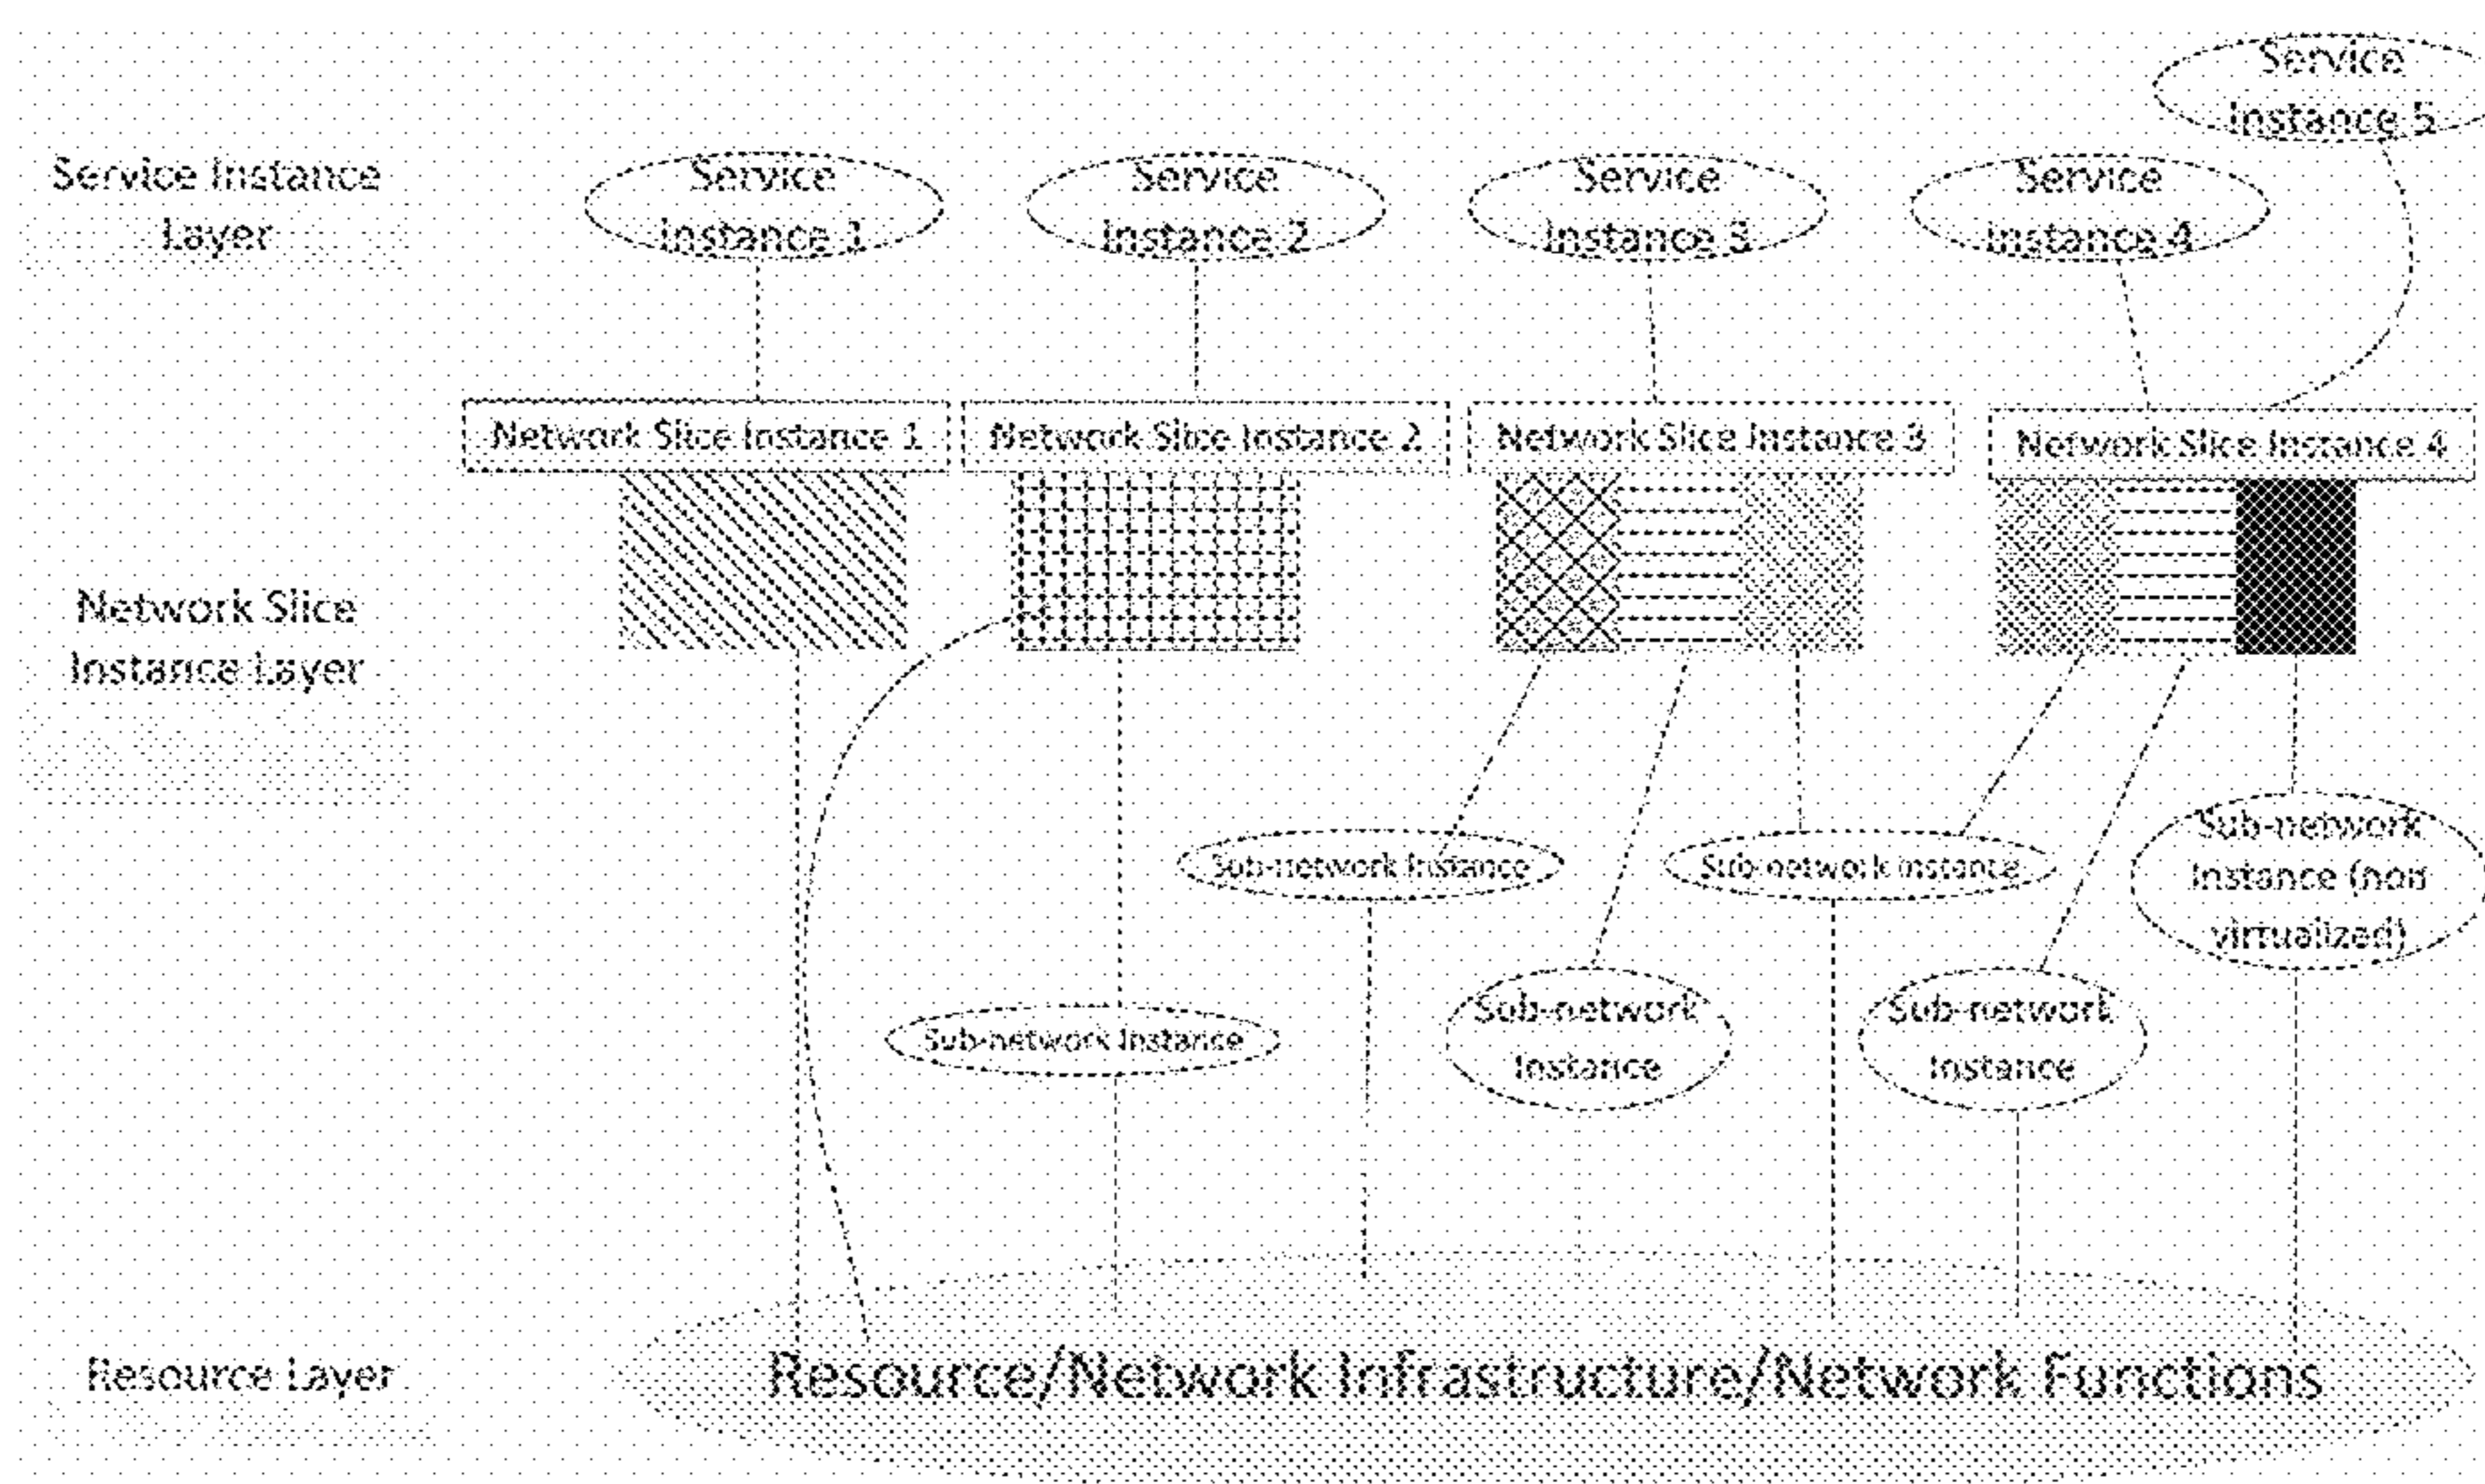 Service
Instance 5
Service Instance
Layer
Service
Instance 1
Service
Instance 2
Service
Instance 3
Service
Instance 4
Network Slice Instance 1
Network Slice Instance 2
Network Slice Instance 3
Network Slice Instance 4
Network Slice
Instance Layer
Sub-network Instance
Sub-network Instance
Sub-network
Instance (non
virtualized)
Sub-network Instance
Sub-network
Instance
Sub-network
Instance
Resource Layer
Resource/Network Infrastructure/Network Functions